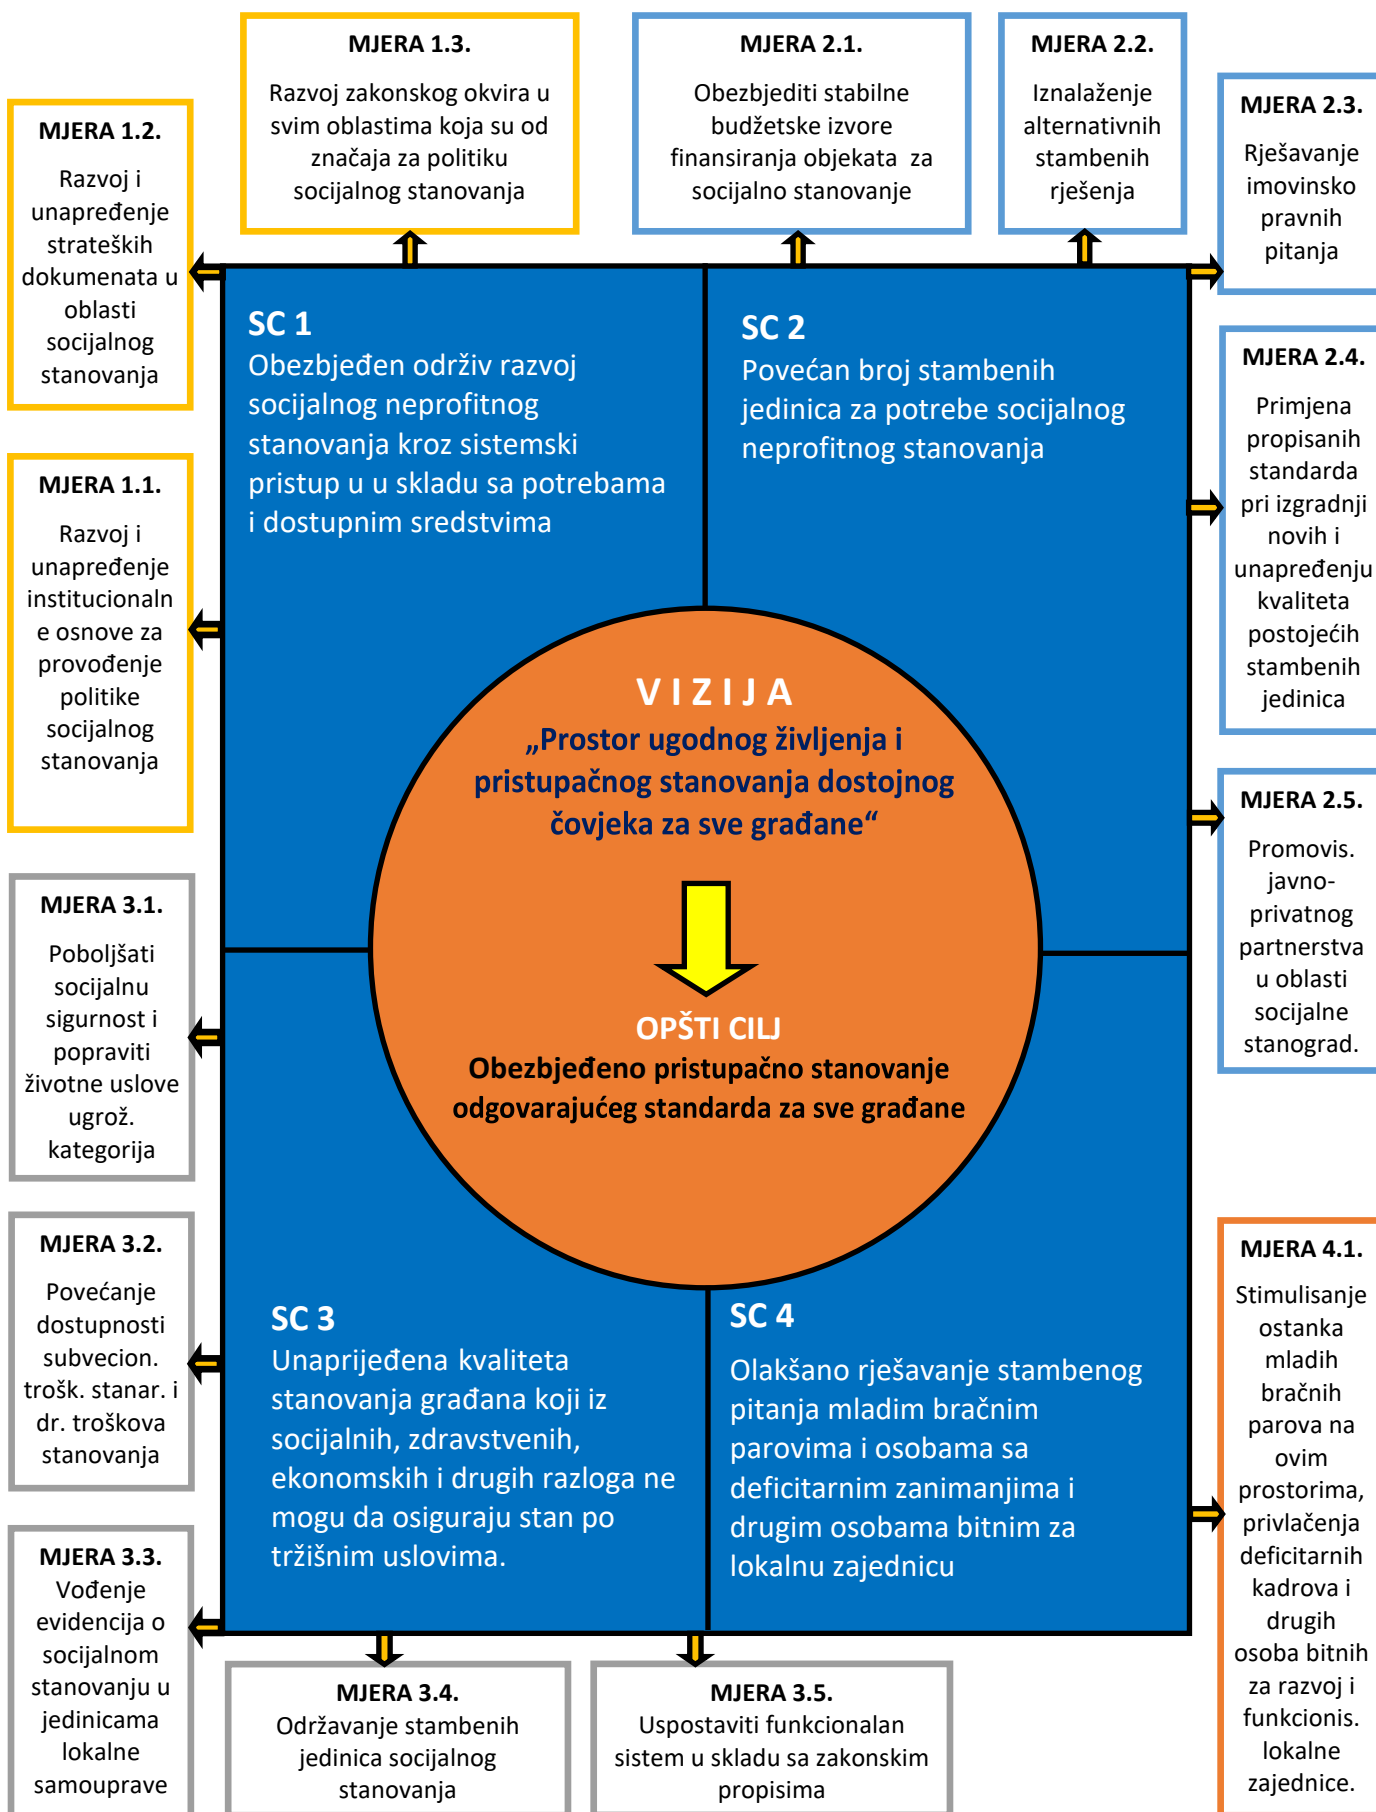 MJERA 1.3.
Razvoj zakonskog okvira u
svim oblastima koja su od
značaja za politiku
socijalnog stanovanja
MJERA 2.1.
Obezbjediti stabilne
budžetske izvore
finansiranja objekata za
socijalno stanovanje
MJERA 2.2.
Iznalaženje
alternativnih
stambenih
rješenja
MJERA 2.3.
Rješavanje
imovinsko
pravnih
pitanja
MJERA 1.2.
Razvoj i
unapređenje
strateških
dokumenata u
oblasti
socijalnog
stanovanja
SC 1
Obezbjeđen održiv razvoj
socijalnog neprofitnog
stanovanja kroz sistemski
pristup u u skladu sa potrebama
i dostupnim sredstvima
SC 2
Povećan broj stambenih
jedinica za potrebe socijalnog
neprofitnog stanovanja
MJERA 2.4.
Primjena
propisanih
standarda
pri izgradnji
novih i
unapređenju
kvaliteta
postojećih
stambenih
jedinica
MJERA 1.1.
Razvoj i
unapređenje
institucionaln
e osnove za
provođenje
politike
socijalnog
stanovanja
VIZIJA
„Prostor ugodnog življenja i
pristupačnog stanovanja dostojnog
čovjeka za sve građane“
OPŠTI CILJ
Obezbjeđeno pristupačno stanovanje
odgovarajućeg standarda za sve građane
MJERA 2.5.
Promovis.
javno-
privatnog
partnerstva
u oblasti
socijalne
stanograd.
MJERA 3.1.
Poboljšati
socijalnu
sigurnost i
popraviti
životne uslove
ugrož.
kategorija
MJERA 3.2.
Povećanje
dostupnosti
subvecion.
trošk. stanar. i
dr. troškova
stanovanja
SC 3
Unaprijeđena kvaliteta
stanovanja građana koji iz
socijalnih, zdravstvenih,
ekonomskih i drugih razloga ne
mogu da osiguraju stan po
tržišnim uslovima.
SC 4
Olakšano rješavanje stambenog
pitanja mladim bračnim
parovima i osobama sa
deficitarnim zanimanjima i
drugim osobama bitnim za
lokalnu zajednicu
MJERA 4.1.
Stimulisanje
ostanka
mladih
bračnih
parova na
ovim
prostorima,
privlačenja
deficitarnih
kadrova i
drugih
osoba bitnih
za razvoj i
funkcionis.
lokalne
zajednice.
MJERA 3.3.
Vođenje
evidencija o
socijalnom
stanovanju u
jedinicama
lokalne
samouprave
MJERA 3.4.
Održavanje stambenih
jedinica socijalnog
stanovanja
MJERA 3.5.
Uspostaviti funkcionalan
sistem u skladu sa zakonskim
propisima